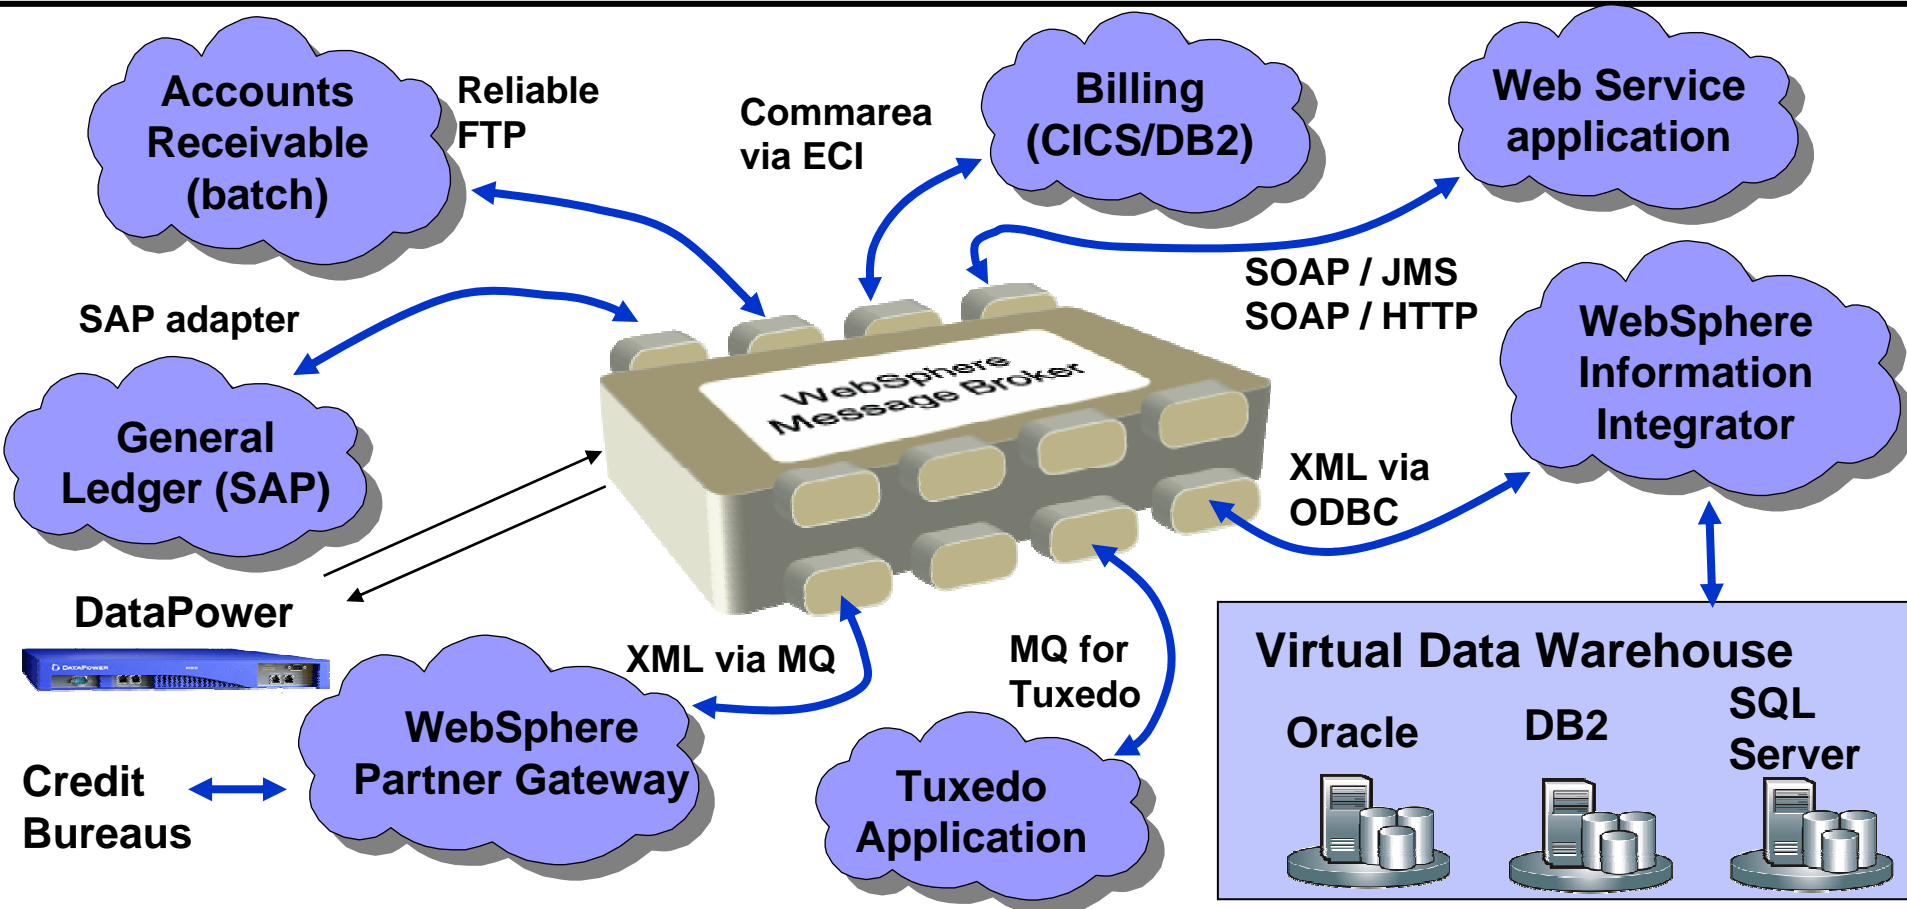 Accounts
Receivable
(batch)
Reliable
FTP
Commarea
via ECI
Billing
(CICS/DB2)
Web Service
application
SAP adapter
SOAP / JMS
SOAP / HTTP
WebSphere
Information
Integrator
General
Ledger (SAP)
WebSphere
Message Broker
XML via
ODBC
DataPower
DATAPOWER
XML via MQ
MQ for
Tuxedo
WebSphere
Partner Gateway
Credit
Bureaus
Tuxedo
Application
Virtual Data Warehouse
Oracle
DB2
SQL
Server